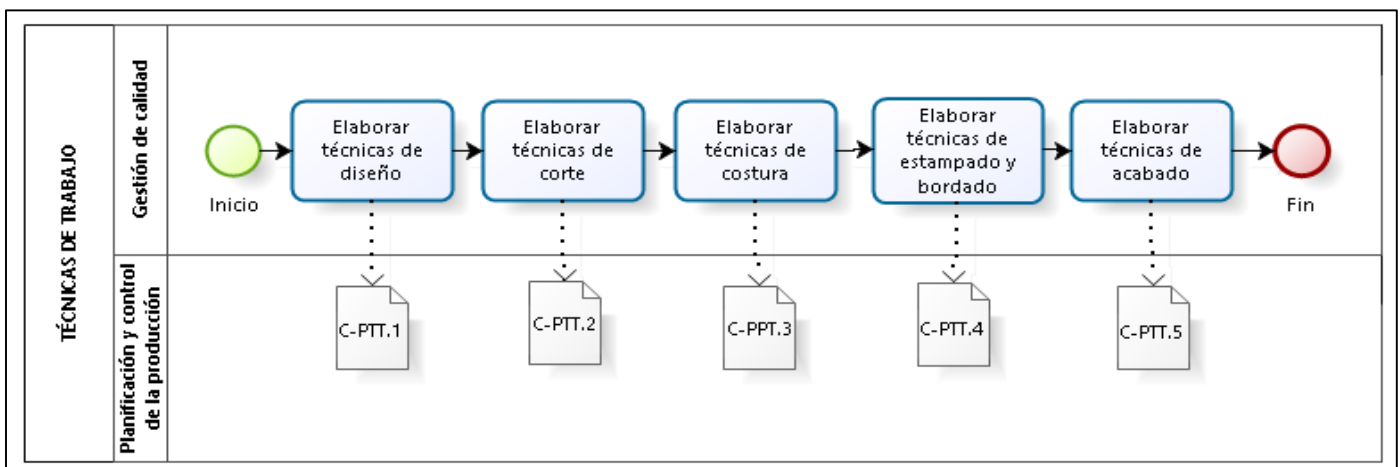 TÉCNICAS DE TRABAJO
Gestión de calidad
Inicio
Elaborar
técnicas de
diseño
Elaborar
técnicas de
corte
Elaborar
técnicas de
costura
Elaborar
técnicas de
estampado y
bordado
Elaborar
técnicas de
acabado
Fin
Planificación y control
de la producción
C-PTT.1
C-PTT.2
C-PPT.3
C-PTT.4
C-PTT.5